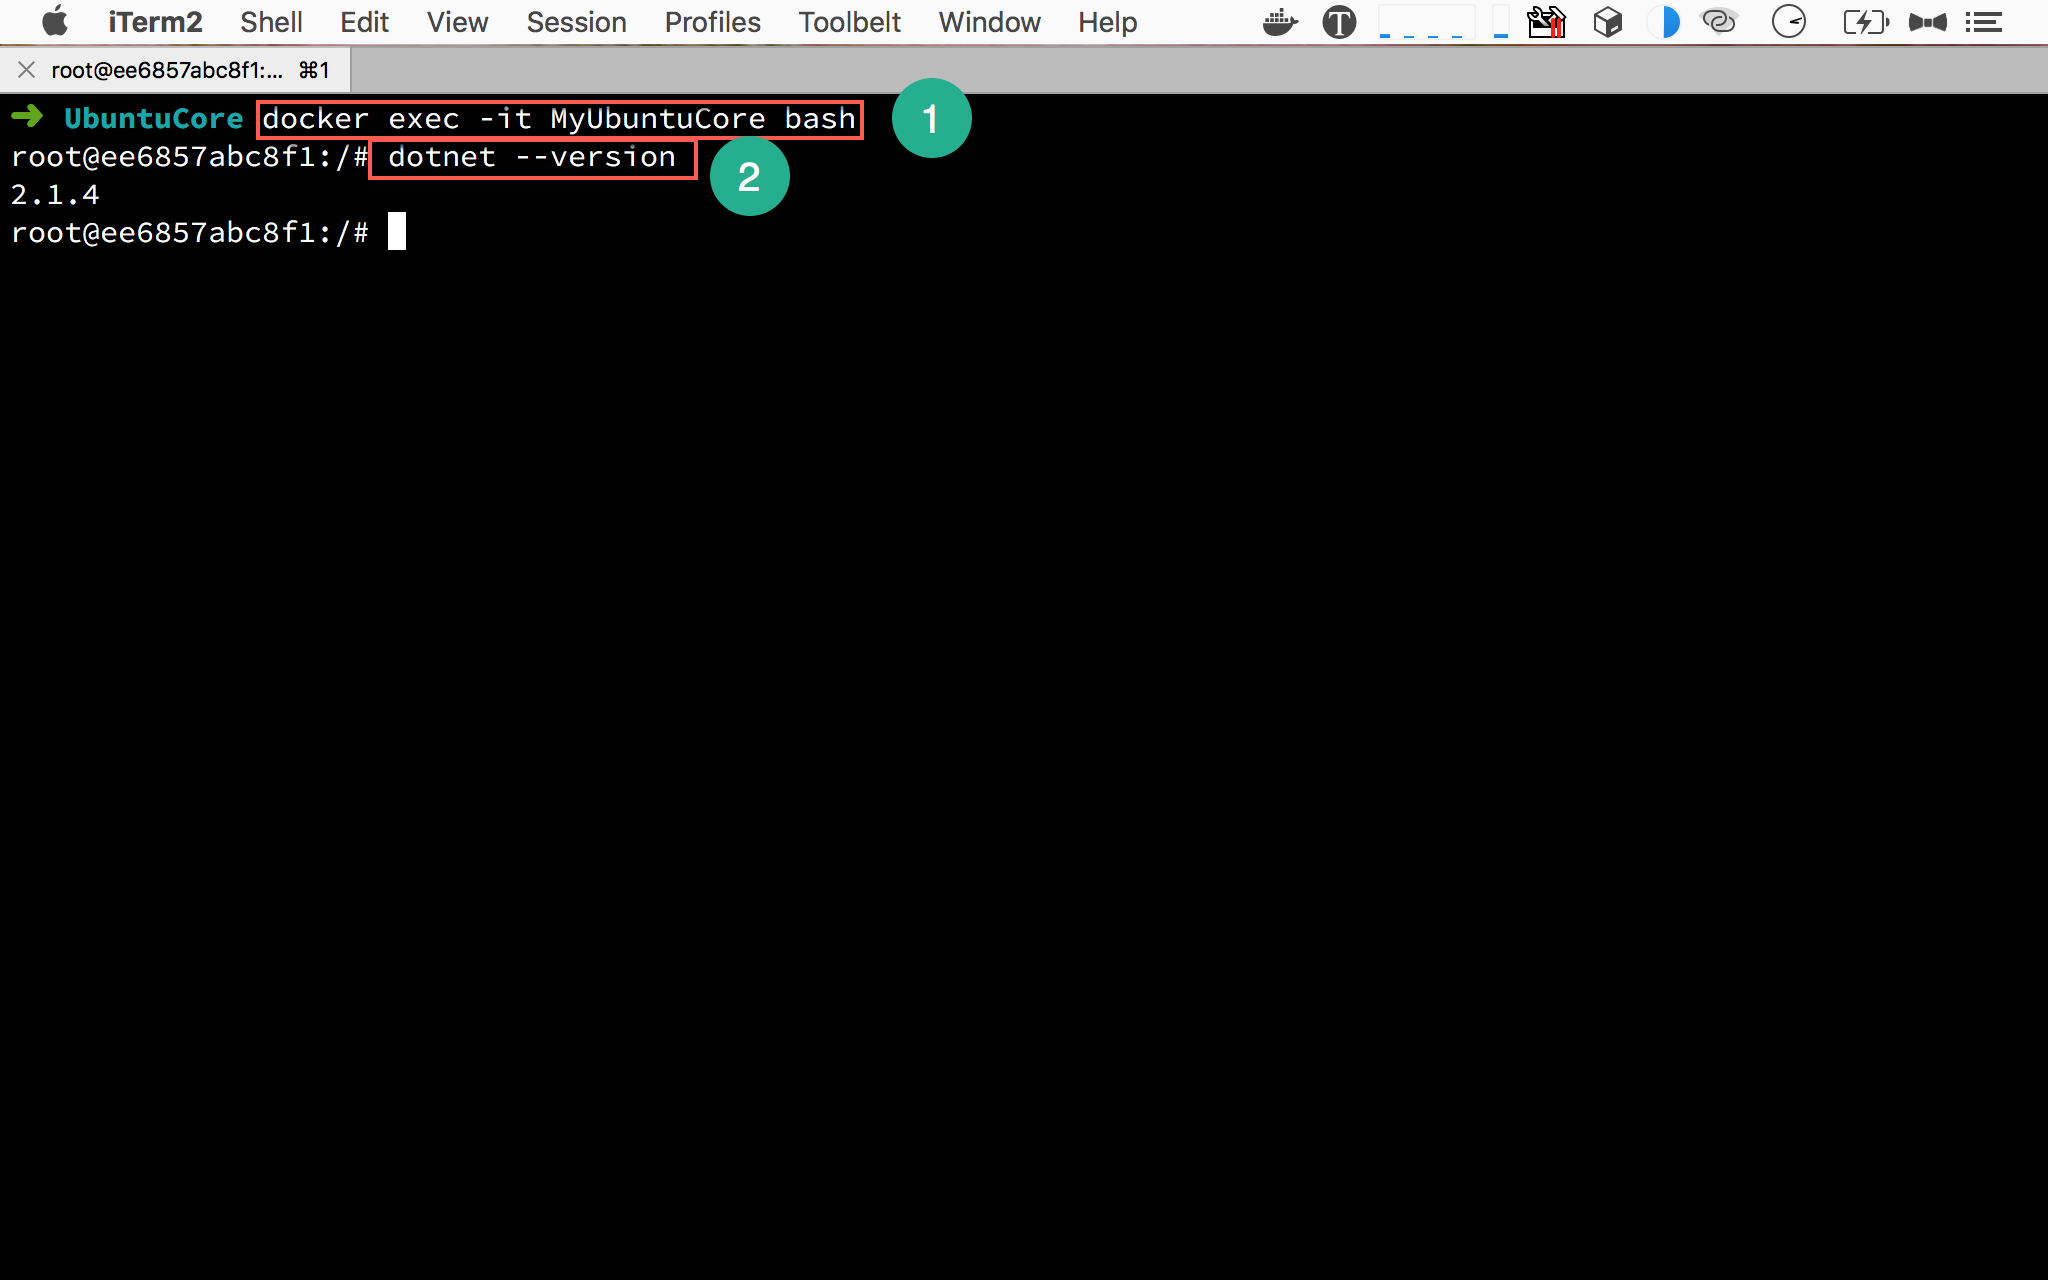 iTerm2 Shell Edit View Session Profiles Toolbelt Window Help
root@ee6857abc8f1:... ⌘1
➜ UbuntuCore docker exec -it MyUbuntuCore bash 1
root@ee6857abc8f1:/# dotnet --version 2
2.1.4
root@ee6857abc8f1:/#